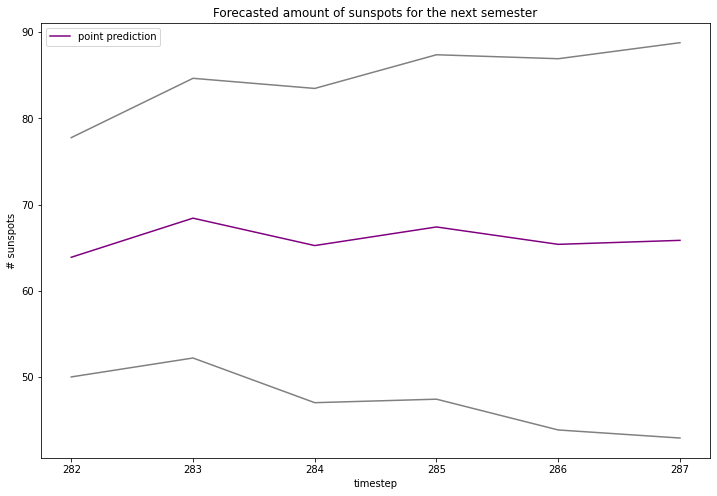 Forecasted amount of sunspots for the next semester
point prediction
90
80
70
60
50
# sunspots
282 283 284 285 286 287
timestep